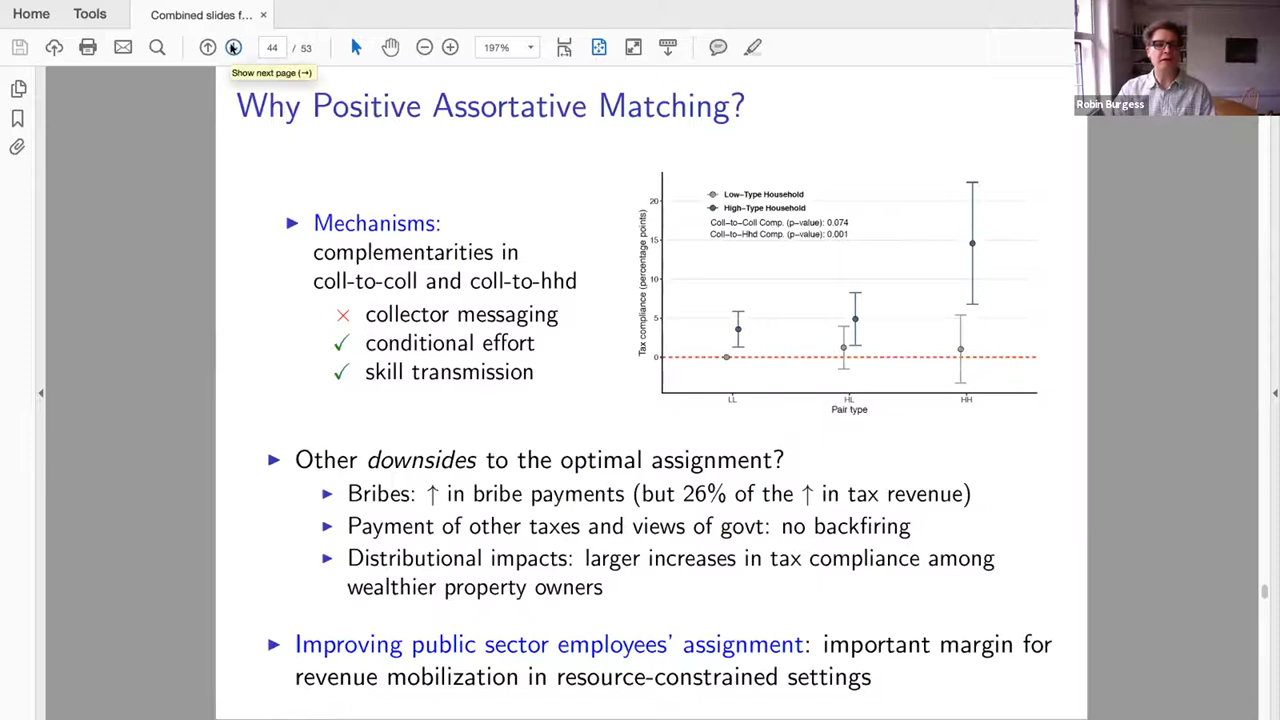 Home
Tools
Combined slides f...
×
44 / 53
197%
Show next page (→)
Robin Burgess
Why Positive Assortative Matching?
► Mechanisms:
complementarities in
coll-to-coll and coll-to-hhd
× collector messaging
✓ conditional effort
✓ skill transmission
Low−Type Household
High−Type Household
Coll−to−Coll Comp. (p−value): 0.074
Coll−to−Hhd Comp. (p−value): 0.001
Tax compliance (percentage points)
20
15
10
5
0
LL
HL
HH
Pair type
► Other downsides to the optimal assignment?
► Bribes: ↑ in bribe payments (but 26% of the ↑ in tax revenue)
► Payment of other taxes and views of govt: no backfiring
► Distributional impacts: larger increases in tax compliance among
wealthier property owners
► Improving public sector employees' assignment: important margin for
revenue mobilization in resource-constrained settings